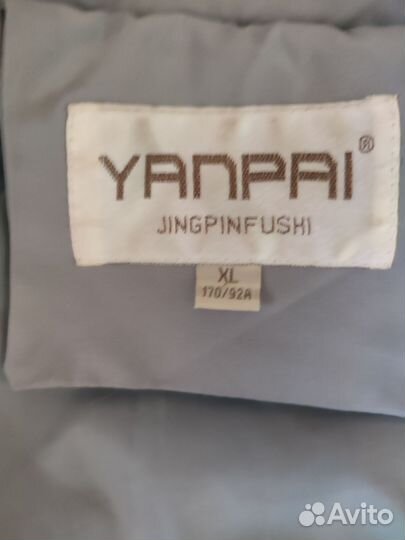 YANPAI®
JINGPINFUSHI
XL
170/92A
Avito